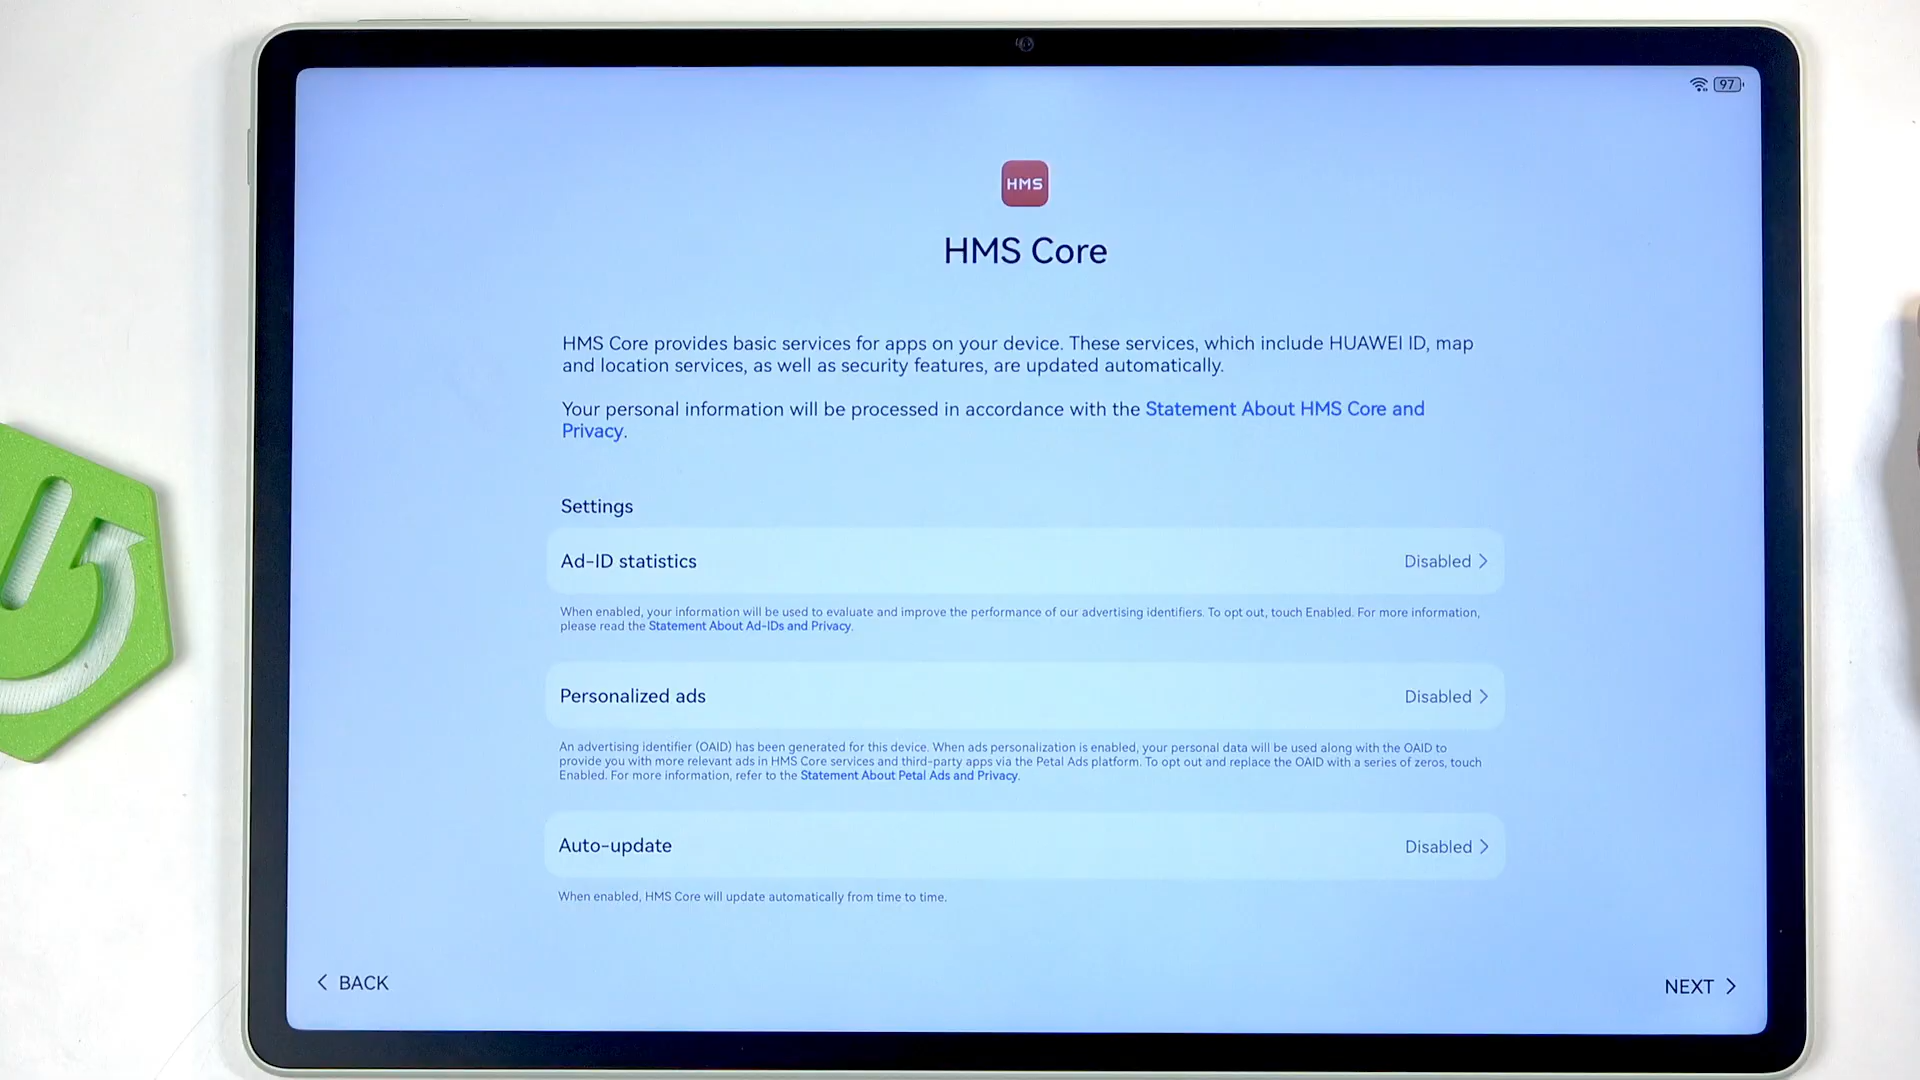 97
HMS
HMS Core
HMS Core provides basic services for apps on your device. These services, which include HUAWEI ID, map
and location services, as well as security features, are updated automatically.
Your personal information will be processed in accordance with the Statement About HMS Core and
Privacy.
Settings
Ad-ID statistics Disabled
When enabled, your information will be used to evaluate and improve the performance of our advertising identifiers. To opt out, touch Enabled. For more information,
please read the Statement About Ad-IDs and Privacy.
Personalized ads Disabled
An advertising identifier (OAID) has been generated for this device. When ads personalization is enabled, your personal data will be used along with the OAID to
provide you with more relevant ads in HMS Core services and third-party apps via the Petal Ads platform. To opt out and replace the OAID with a series of zeros, touch
Enabled. For more information, refer to the Statement About Petal Ads and Privacy.
Auto-update Disabled
When enabled, HMS Core will update automatically from time to time.
BACK
NEXT